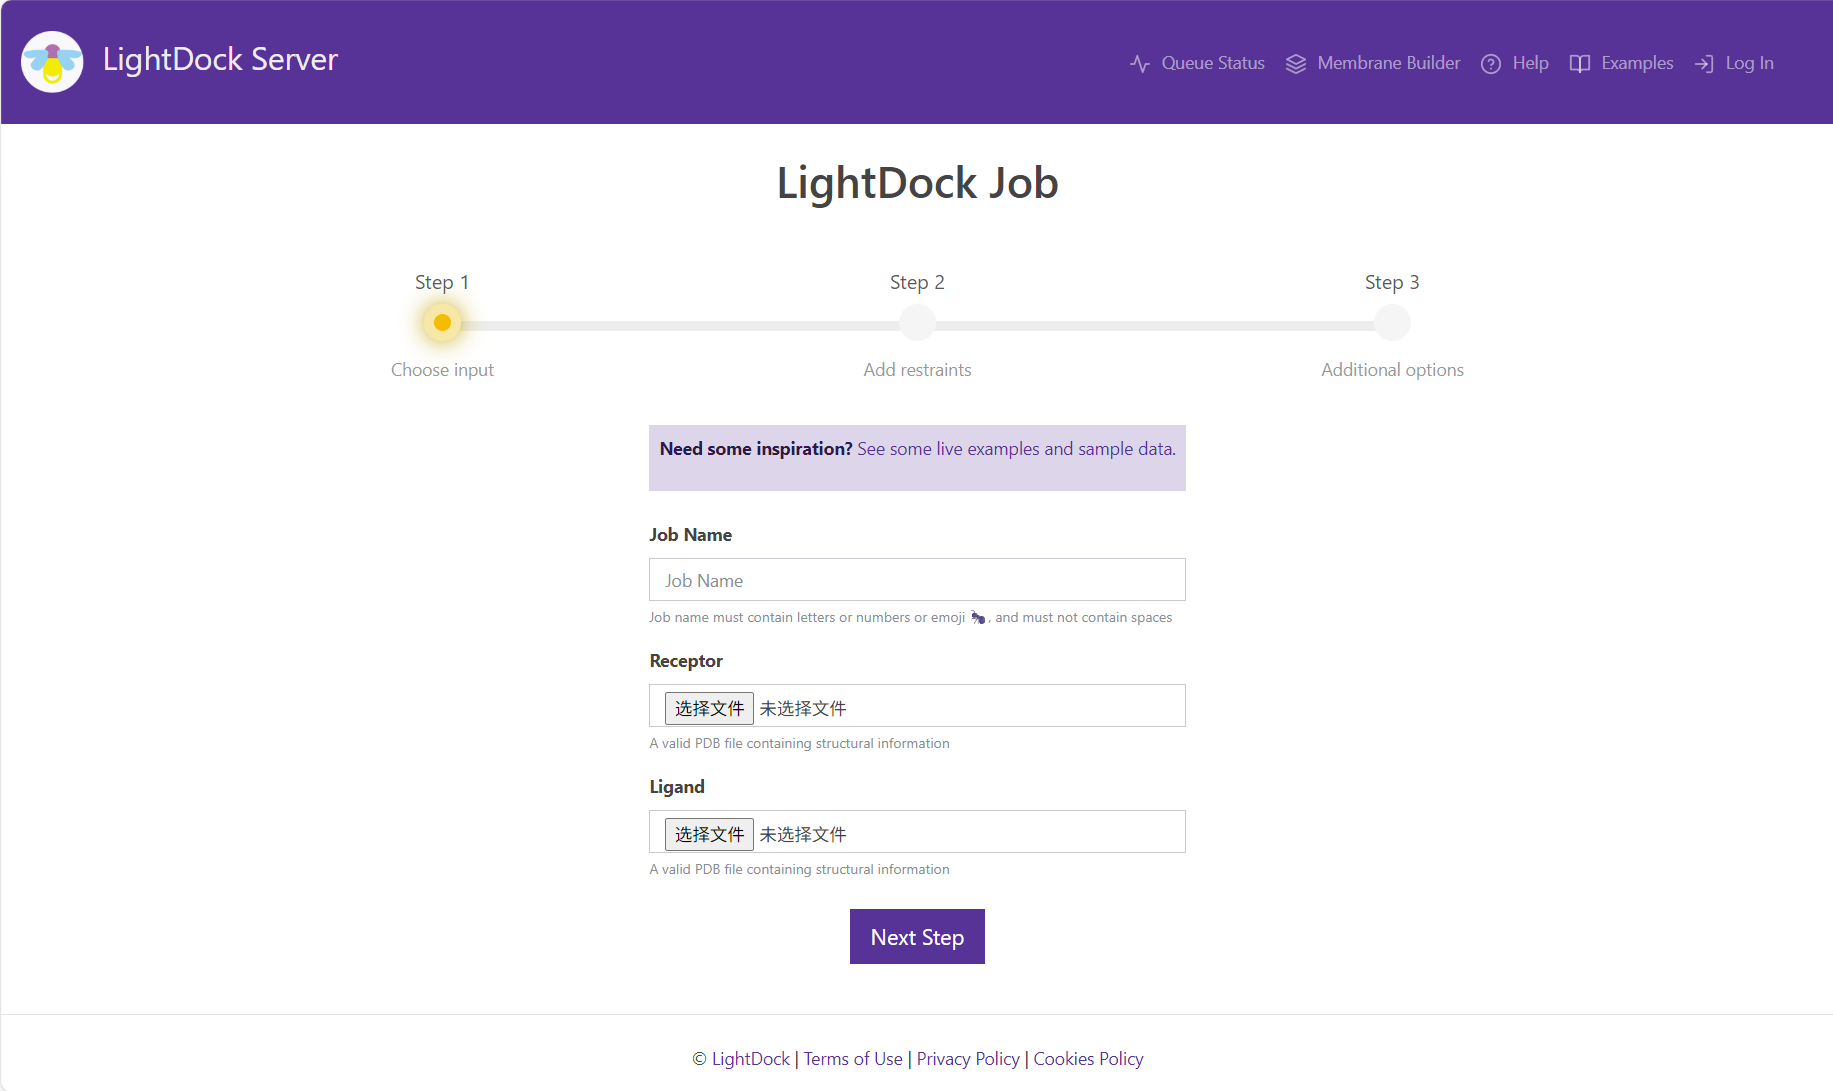 LightDock Server
Queue Status
Membrane Builder
Help
Examples
Log In
LightDock Job
Step 1
Step 2
Step 3
Choose input
Add restraints
Additional options
Need some inspiration? See some live examples and sample data.
Job Name
Job Name
Job name must contain letters or numbers or emoji 🐜, and must not contain spaces
Receptor
选择文件 未选择文件
A valid PDB file containing structural information
Ligand
选择文件 未选择文件
A valid PDB file containing structural information
Next Step
© LightDock | Terms of Use | Privacy Policy | Cookies Policy